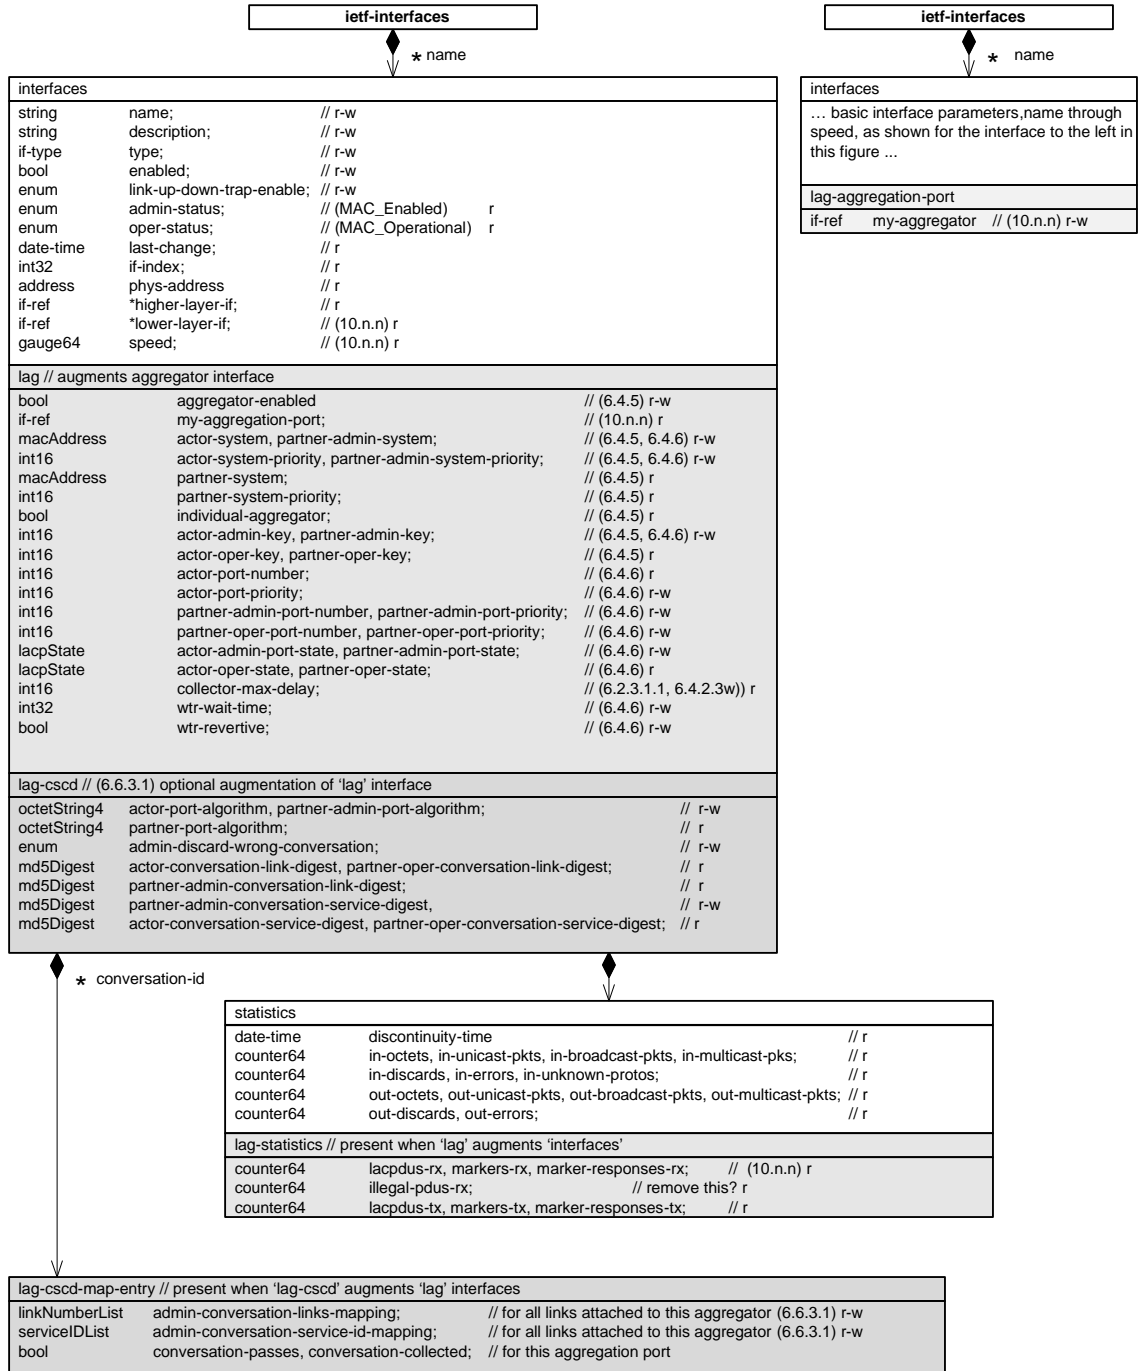 ietf-interfaces
* name
interfaces
string name; // r-w
string description; // r-w
if-type type; // r-w
bool enabled; // r-w
enum link-up-down-trap-enable; // r-w
enum admin-status; // (MAC_Enabled) r
enum oper-status; // (MAC_Operational) r
date-time last-change; // r
int32 if-index; // r
address phys-address // r
if-ref *higher-layer-if; // r
if-ref *lower-layer-if; // (10.n.n) r
gauge64 speed; // (10.n.n) r
lag // augments aggregator interface
bool aggregator-enabled // (6.4.5) r-w
if-ref my-aggregation-port; // (10.n.n) r
macAddress actor-system, partner-admin-system; // (6.4.5, 6.4.6) r-w
int16 actor-system-priority, partner-admin-system-priority; // (6.4.5, 6.4.6) r-w
macAddress partner-system; // (6.4.5) r
int16 partner-system-priority; // (6.4.5) r
bool individual-aggregator; // (6.4.5) r
int16 actor-admin-key, partner-admin-key; // (6.4.5, 6.4.6) r-w
int16 actor-oper-key, partner-oper-key; // (6.4.5) r
int16 actor-port-number; // (6.4.6) r
int16 actor-port-priority; // (6.4.6) r-w
int16 partner-admin-port-number, partner-admin-port-priority; // (6.4.6) r-w
int16 partner-oper-port-number, partner-oper-port-priority; // (6.4.6) r-w
lacpState actor-admin-port-state, partner-admin-port-state; // (6.4.6) r-w
lacpState actor-oper-state, partner-oper-state; // (6.4.6) r
int16 collector-max-delay; // (6.2.3.1.1, 6.4.2.3w)) r
int32 wtr-wait-time; // (6.4.6) r-w
bool wtr-revertive; // (6.4.6) r-w
lag-cscd // (6.6.3.1) optional augmentation of ‘lag’ interface
octetString4 actor-port-algorithm, partner-admin-port-algorithm; // r-w
octetString4 partner-port-algorithm; // r
enum admin-discard-wrong-conversation; // r-w
md5Digest actor-conversation-link-digest, partner-oper-conversation-link-digest; // r
md5Digest partner-admin-conversation-link-digest; // r
md5Digest partner-admin-conversation-service-digest, // r-w
md5Digest actor-conversation-service-digest, partner-oper-conversation-service-digest; // r
ietf-interfaces
* name
interfaces
... basic interface parameters,name through
speed, as shown for the interface to the left in
this figure ...
lag-aggregation-port
if-ref my-aggregator // (10.n.n) r-w
* conversation-id
statistics
date-time discontinuity-time // r
counter64 in-octets, in-unicast-pkts, in-broadcast-pkts, in-multicast-pks; // r
counter64 in-discards, in-errors, in-unknown-protos; // r
counter64 out-octets, out-unicast-pkts, out-broadcast-pkts, out-multicast-pkts; // r
counter64 out-discards, out-errors; // r
lag-statistics // present when ‘lag’ augments ‘interfaces’
counter64 lacpdus-rx, markers-rx, marker-responses-rx; // (10.n.n) r
counter64 illegal-pdus-rx; // remove this? r
counter64 lacpdus-tx, markers-tx, marker-responses-tx; // r
lag-cscd-map-entry // present when ‘lag-cscd’ augments ‘lag’ interfaces
linkNumberList admin-conversation-links-mapping; // for all links attached to this aggregator (6.6.3.1) r-w
serviceIDList admin-conversation-service-id-mapping; // for all links attached to this aggregator (6.6.3.1) r-w
bool conversation-passes, conversation-collected; // for this aggregation port